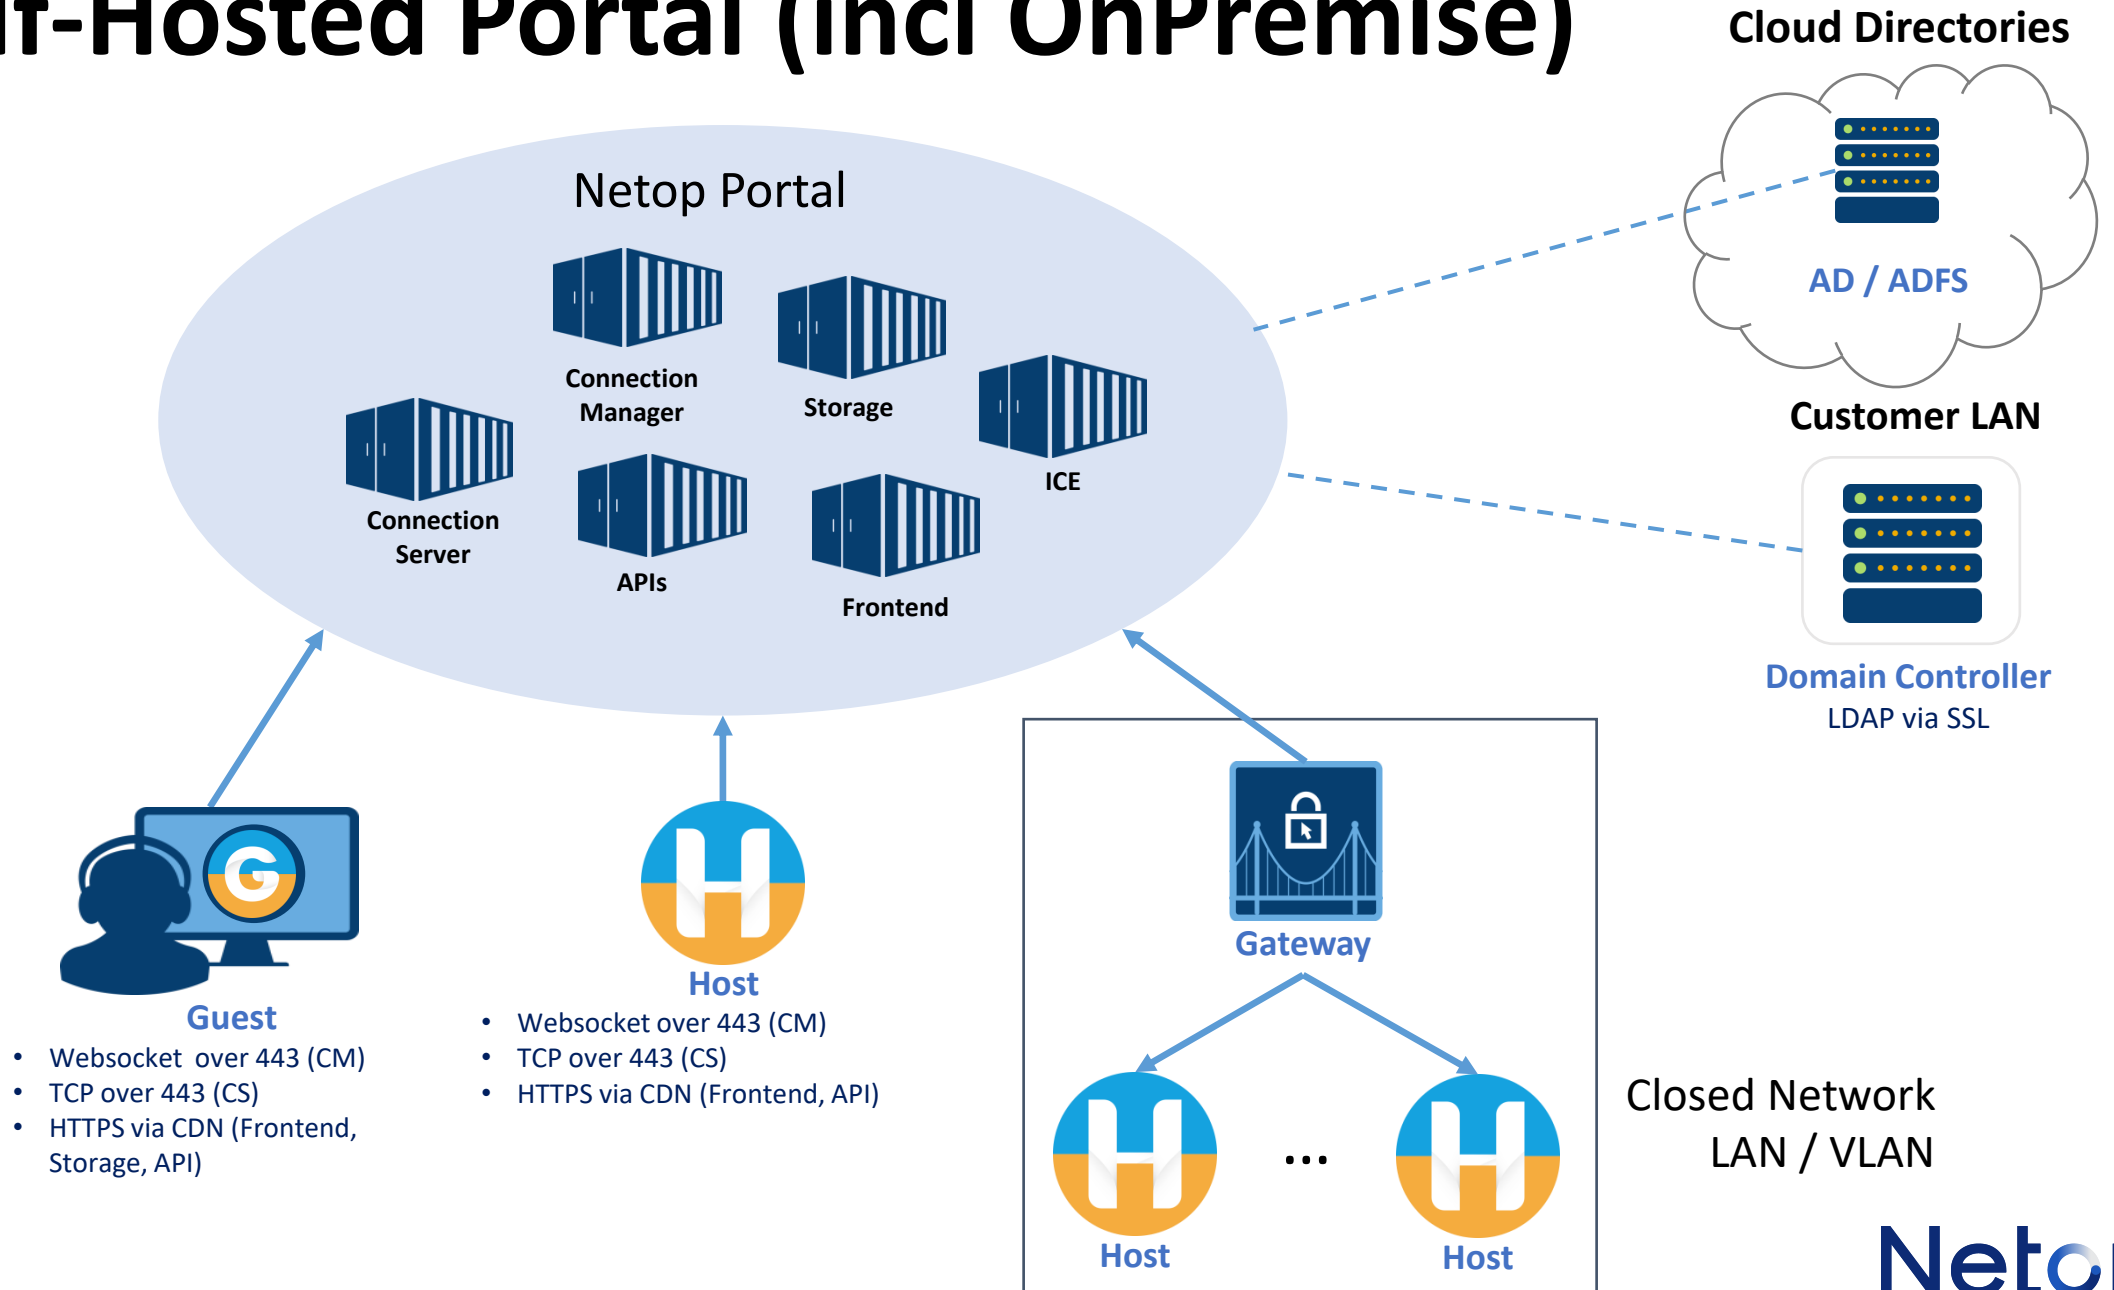 lf-Hosted Portal (incl OnPremise)
Cloud Directories
Netop Portal
AD / ADFS
Connection
Manager
Storage
Customer LAN
ICE
Connection
Server
APIs
Frontend
Domain Controller
LDAP via SSL
Gateway
Host
Guest
• Websocket over 443 (CM)
• TCP over 443 (CS)
• HTTPS via CDN (Frontend, API)
• Websocket  over 443 (CM)
• TCP over 443 (CS)
• HTTPS via CDN (Frontend,
Storage, API)
Closed Network
LAN / VLAN
...
Host
Host
G
H
H
H
Neto